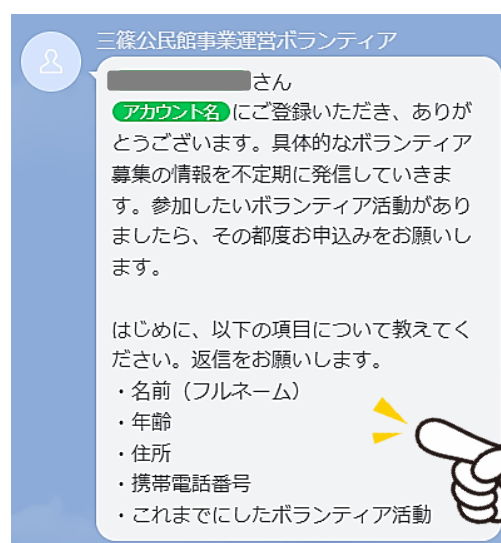 三篠公民館事業運営ボランティア
さん
アカウント名にご登録いただき、ありが
とうございます。具体的なボランティア
募集の情報を不定期に発信していきま
す。参加したいボランティア活動があり
ましたら、その都度お申込みをお願いし
ます。
はじめに、以下の項目について教えてく
ださい。返信をお願いします。
・名前（フルネーム）
・年齢
・住所
・携帯電話番号
・これまでにしたボランティア活動